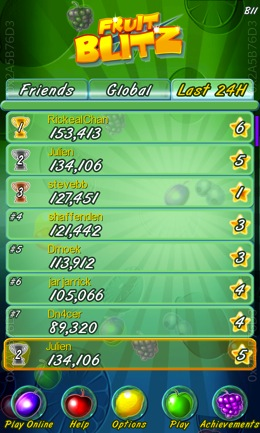 B11
FRUIT
BLITZ
Friends Global Last 24H
1 RickealChan 153,413 6
2 Julien 134,106 5
3 stevebb 127,451 1
#4 shaffenden 121,442 3
#5 Dmoek 113,912 3
#6 jarjarrick 105,066 4
#7 Dn4cer 89,320 4
2 Julien 134,106 5
Play Online Help Options Play Achievements